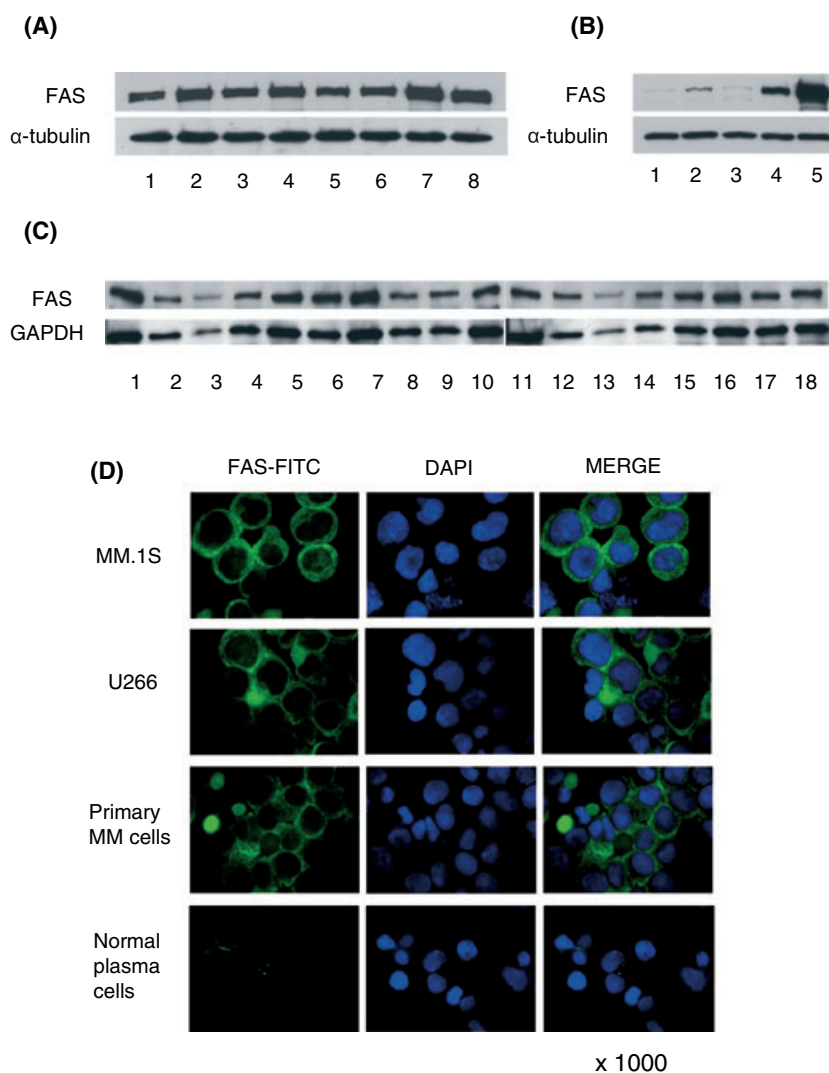 (A)
FAS
α-tubulin
1 2 3 4 5 6 7 8
(B)
FAS
α-tubulin
1 2 3 4 5
(C)
FAS
GAPDH
1 2 3 4 5 6 7 8 9 10 11 12 13 14 15 16 17 18
(D)
FAS-FITC DAPI MERGE
MM.1S
U266
Primary
MM cells
Normal
plasma
cells
x 1000